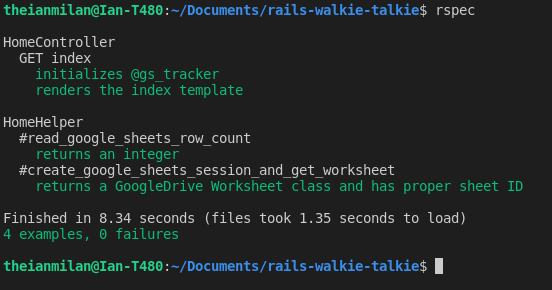 theianmilan@Ian-T480:~/Documents/rails-walkie-talkie$ rspec
HomeController
GET index
initializes @gs_tracker
renders the index template
HomeHelper
#read_google_sheets_row_count
returns an integer
#create_google_sheets_session_and_get_worksheet
returns a GoogleDrive Worksheet class and has proper sheet ID
Finished in 8.34 seconds (files took 1.35 seconds to load)
4 examples, 0 failures
theianmilan@Ian-T480:~/Documents/rails-walkie-talkie$